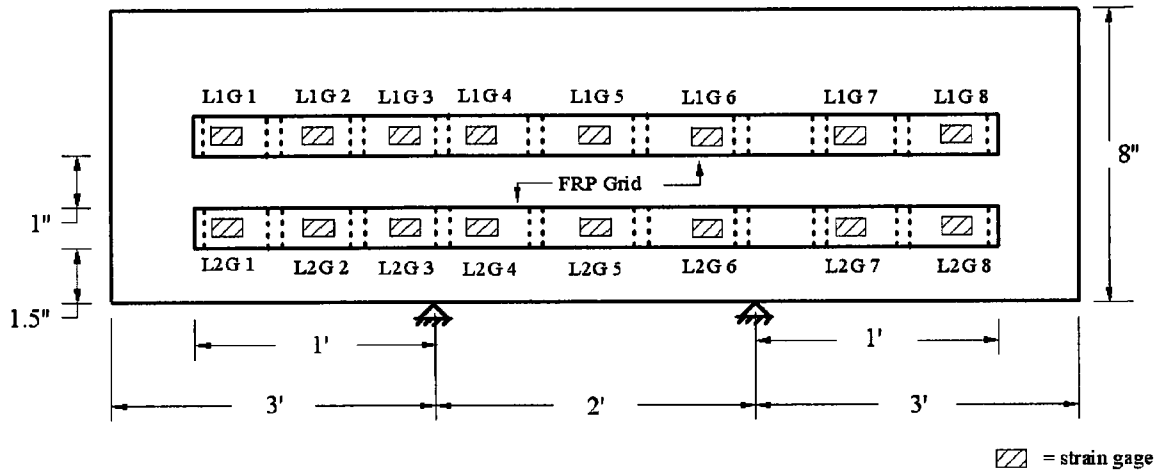 L1G 1 L1G 2 L1G 3 L1G 4 L1G 5 L1G 6 L1G 7 L1G 8
8"
FRP Grid
1"
L2G 1 L2G 2 L2G 3 L2G 4 L2G 5 L2G 6 L2G 7 L2G 8
1.5"
1' 1'
3' 2' 3'
= strain gage